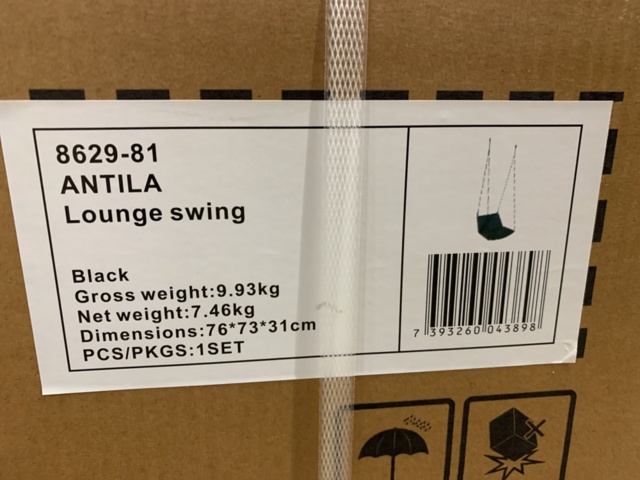 8629-81
ANTILA
Lounge swing
Black
Gross weight:9.93kg
Net weight:7.46kg
Dimensions:76*73*31cm
PCS/PKGS:1SET
7 393260 043898